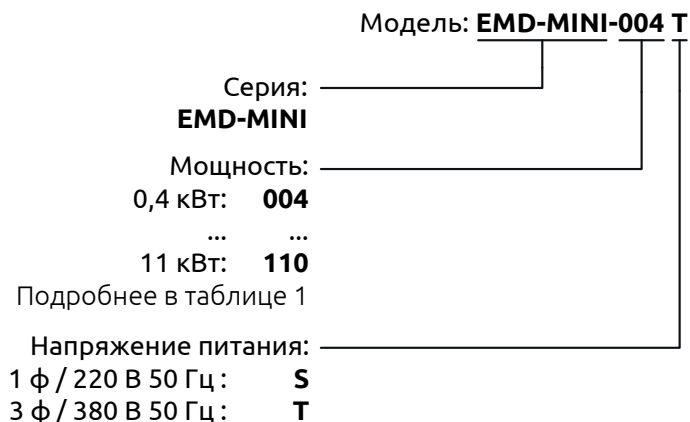 Модель: EMD-MINI-004 T
Серия:
EMD-MINI
Мощность:
0,4 кВт: 004
... ...
11 кВт: 110
Подробнее в таблице 1
Напряжение питания:
1 ф / 220 В 50 Гц : S
3 ф / 380 В 50 Гц : T